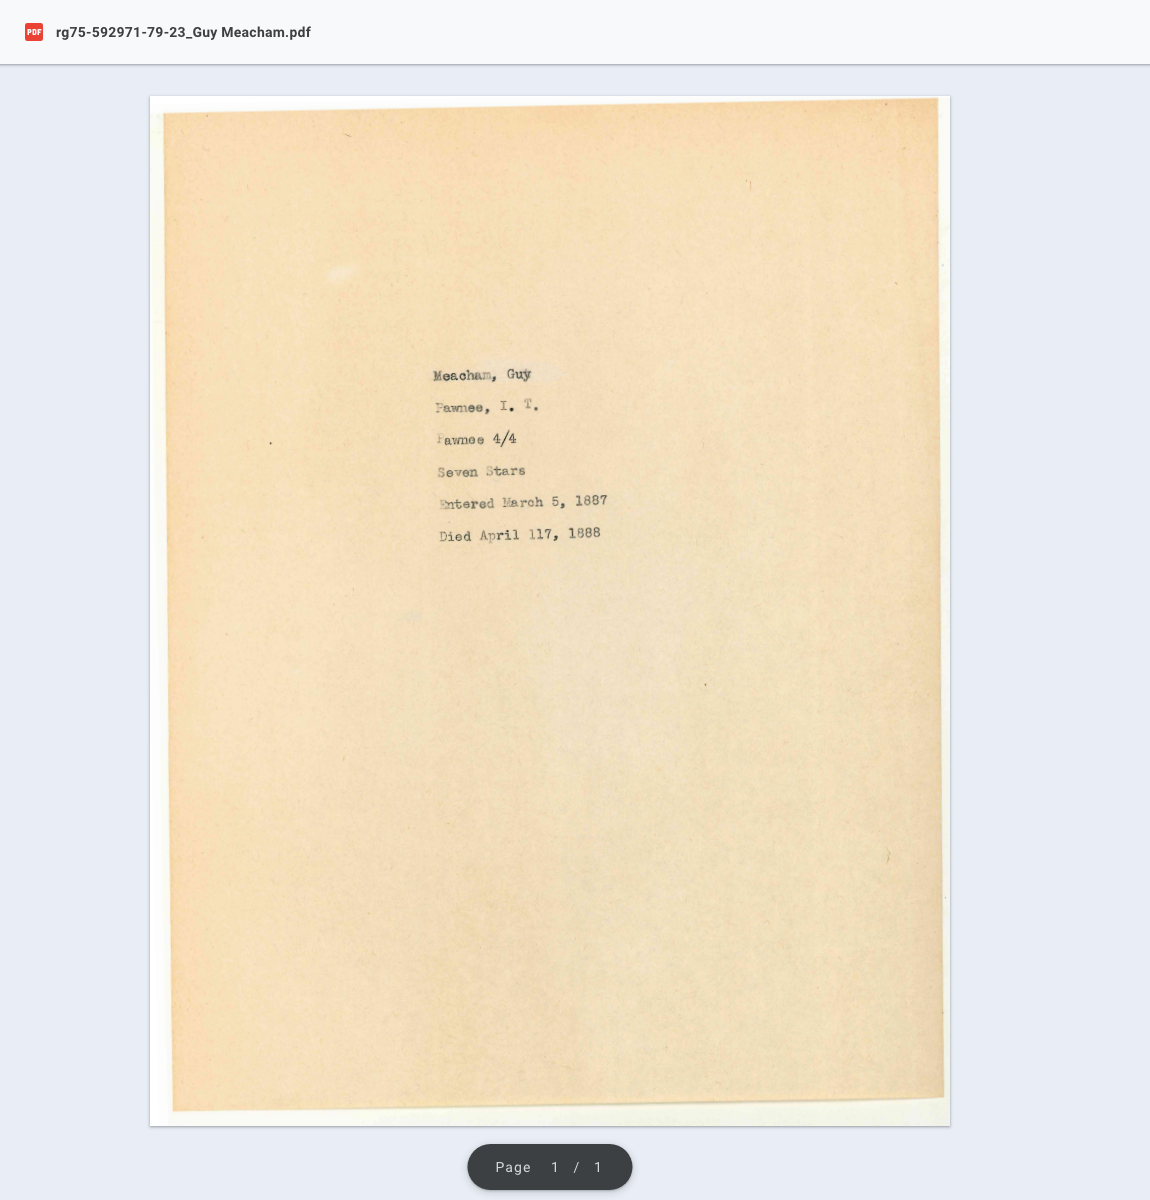 PDF rg75-592971-79-23_Guy Meacham.pdf
Meacham, Guy
Pawnee, I. T.
Pawnee 4/4
Seven Stars
Entered March 5, 1887
Died April 117, 1888
Page 1 / 1